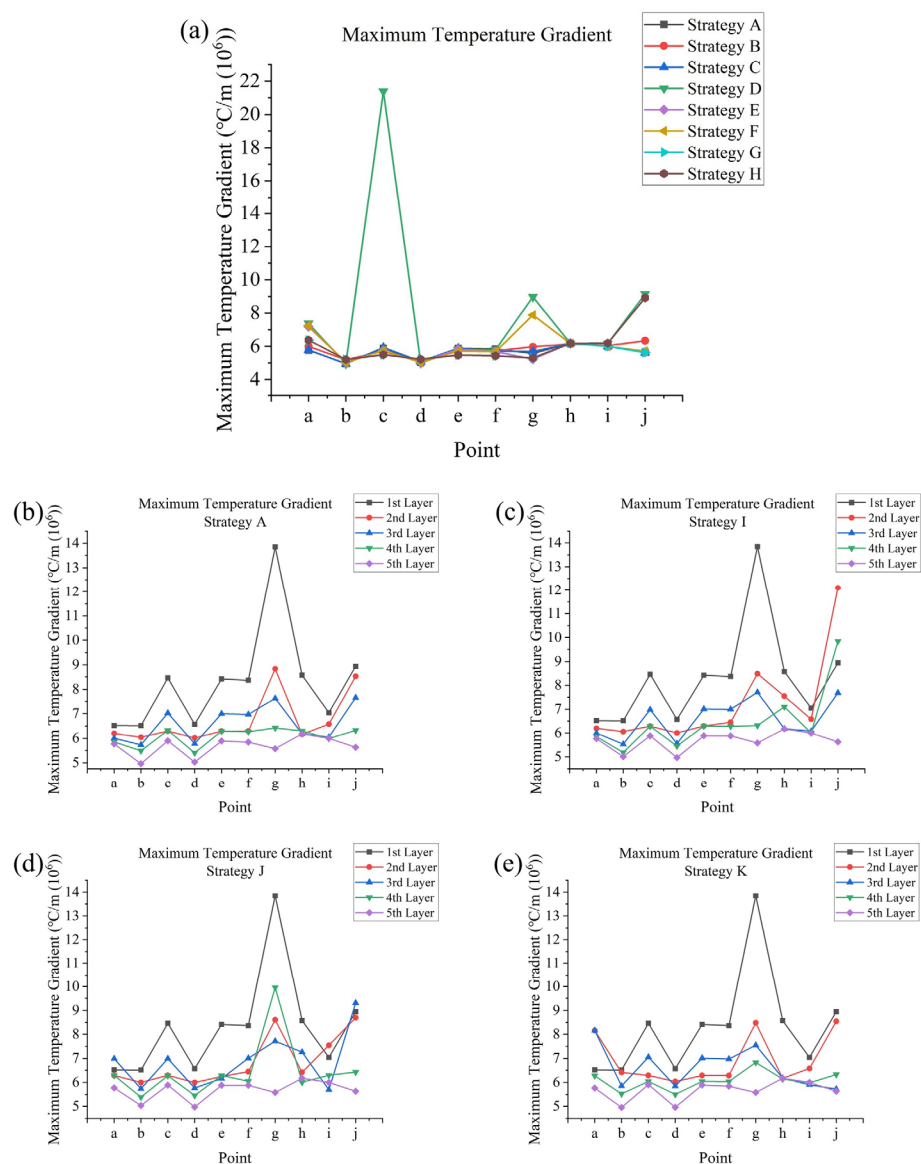 (a)
Maximum Temperature Gradient
Strategy A
Strategy B
Strategy C
Strategy D
Strategy E
Strategy F
Strategy G
Strategy H
Maximum Temperature Gradient (°C/m (10⁶))
22
20
18
16
14
12
10
8
6
4
a b c d e f g h i j
Point
(b)
Maximum Temperature Gradient
Strategy A
1st Layer
2nd Layer
3rd Layer
4th Layer
5th Layer
Maximum Temperature Gradient (°C/m (10⁶))
14
13
12
11
10
9
8
7
6
5
a b c d e f g h i j
Point
(c)
Maximum Temperature Gradient
Strategy I
1st Layer
2nd Layer
3rd Layer
4th Layer
5th Layer
Maximum Temperature Gradient (°C/m (10⁶))
14
13
12
11
10
9
8
7
6
5
a b c d e f g h i j
Point
(d)
Maximum Temperature Gradient
Strategy J
1st Layer
2nd Layer
3rd Layer
4th Layer
5th Layer
Maximum Temperature Gradient (°C/m (10⁶))
14
13
12
11
10
9
8
7
6
5
a b c d e f g h i j
Point
(e)
Maximum Temperature Gradient
Strategy K
1st Layer
2nd Layer
3rd Layer
4th Layer
5th Layer
Maximum Temperature Gradient (°C/m (10⁶))
14
13
12
11
10
9
8
7
6
5
a b c d e f g h i j
Point